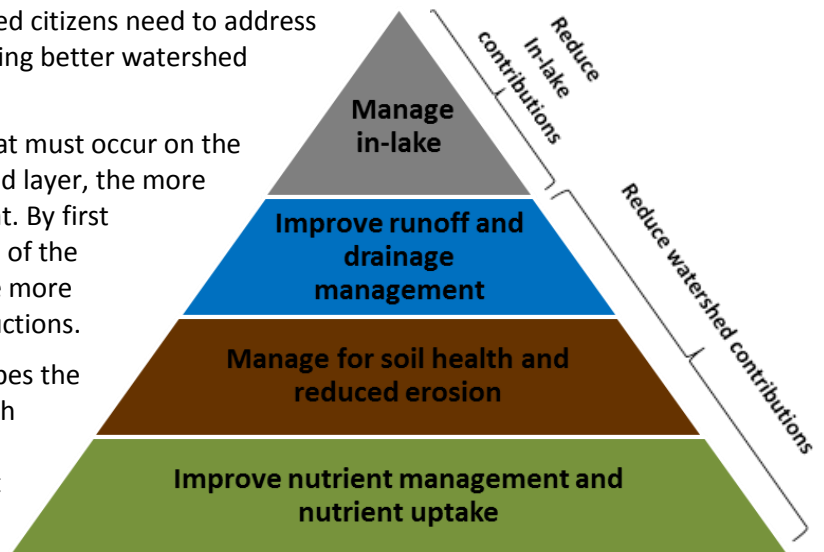 ed citizens need to address
ing better watershed
at must occur on the
d layer, the more
t. By first
of the
more
uctions.
bes the
h
Manage
in-lake
Improve runoff and
drainage
management
Manage for soil health and
reduced erosion
Improve nutrient management and
nutrient uptake
Reduce
In-lake
contributions
Reduce watershed contributions